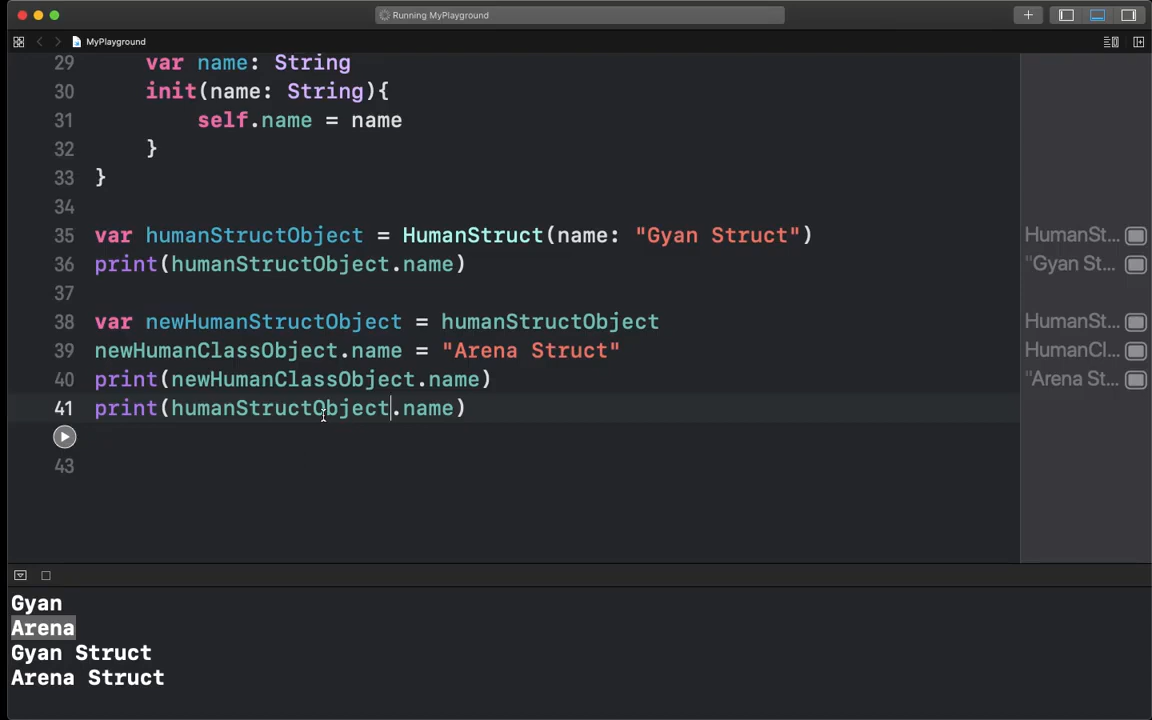 Running MyPlayground
MyPlayground
29 var name: String
30 init(name: String){
31 self.name = name
32 }
33 }
34
35 var humanStructObject = HumanStruct(name: "Gyan Struct") HumanSt...
36 print(humanStructObject.name) "Gyan St...
37
38 var newHumanStructObject = humanStructObject HumanSt...
39 newHumanClassObject.name = "Arena Struct" HumanCl...
40 print(newHumanClassObject.name) "Arena St...
41 print(humanStructObject.name)
43
Gyan
Arena
Gyan Struct
Arena Struct